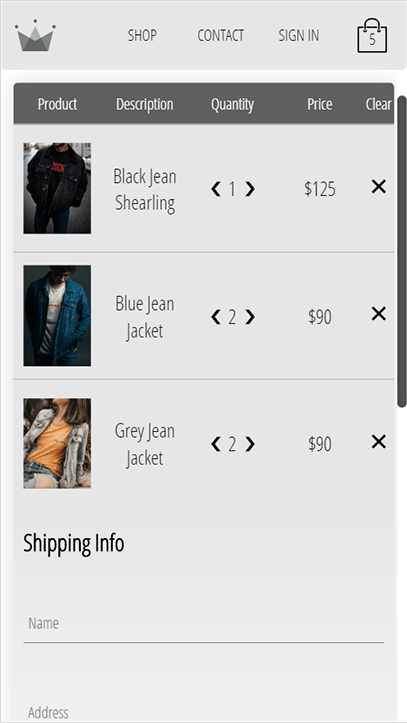 SHOP CONTACT SIGN IN 5
Product Description Quantity Price Clear
Black Jean
Shearling
❮ 1 ❯ $125 ✕
Blue Jean
Jacket
❮ 2 ❯ $90 ✕
Grey Jean
Jacket
❮ 2 ❯ $90 ✕
Shipping Info
Name
Address